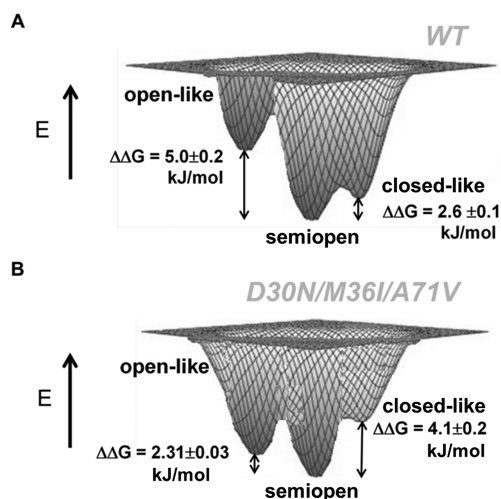 A
WT
open-like
E
ΔΔG = 5.0±0.2
kJ/mol
closed-like
ΔΔG = 2.6 ±0.1
kJ/mol
semiopen
B
D30N/M36I/A71V
open-like
E
closed-like
ΔΔG = 4.1±0.2
kJ/mol
ΔΔG = 2.31±0.03
kJ/mol
semiopen